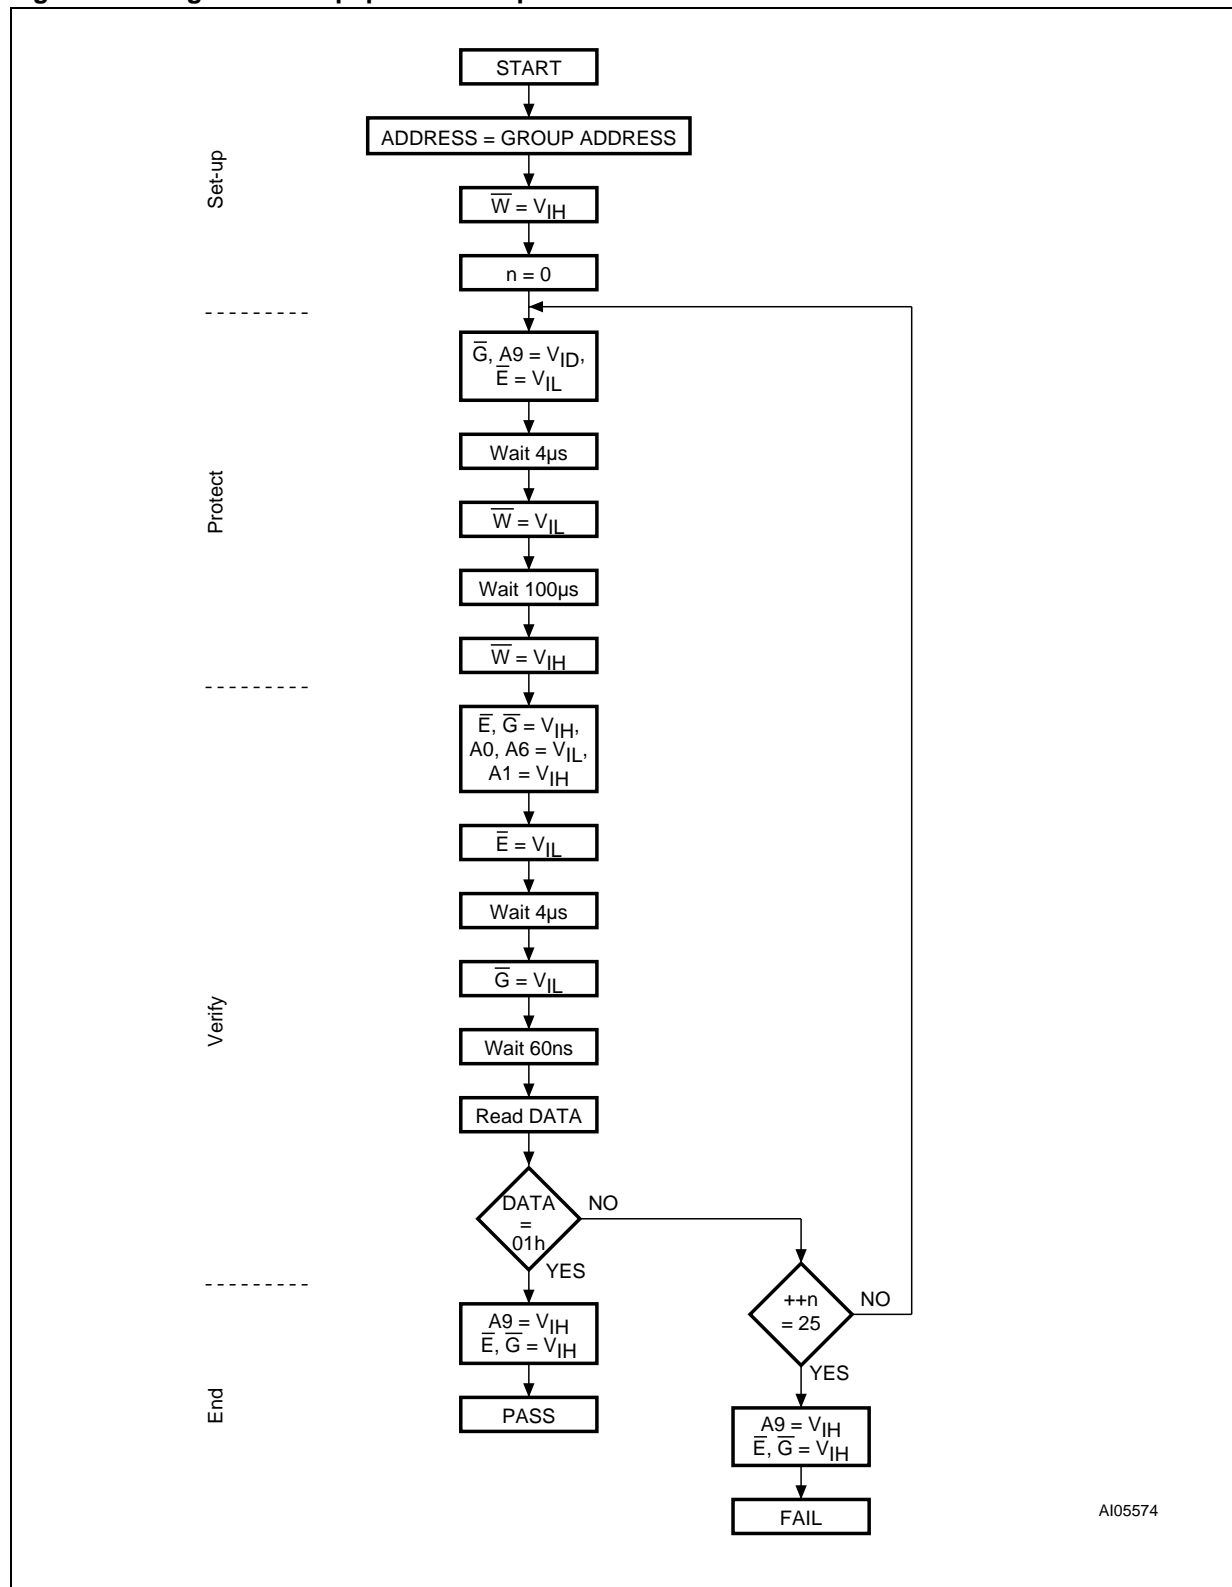 START
ADDRESS = GROUP ADDRESS
Set-up
W̅ = VIH
n = 0
G̅, A9 = VID,
E̅ = VIL
Wait 4µs
Protect
W̅ = VIL
Wait 100µs
W̅ = VIH
E̅, G̅ = VIH,
A0, A6 = VIL,
A1 = VIH
E̅ = VIL
Wait 4µs
G̅ = VIL
Verify
Wait 60ns
Read DATA
DATA
=
01h
NO
YES
++n
= 25
NO
YES
A9 = VIH
E̅, G̅ = VIH
End
PASS
A9 = VIH
E̅, G̅ = VIH
FAIL
AI05574